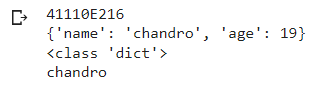 41110E216
{'name': 'chandro', 'age': 19}
<class 'dict'>
chandro